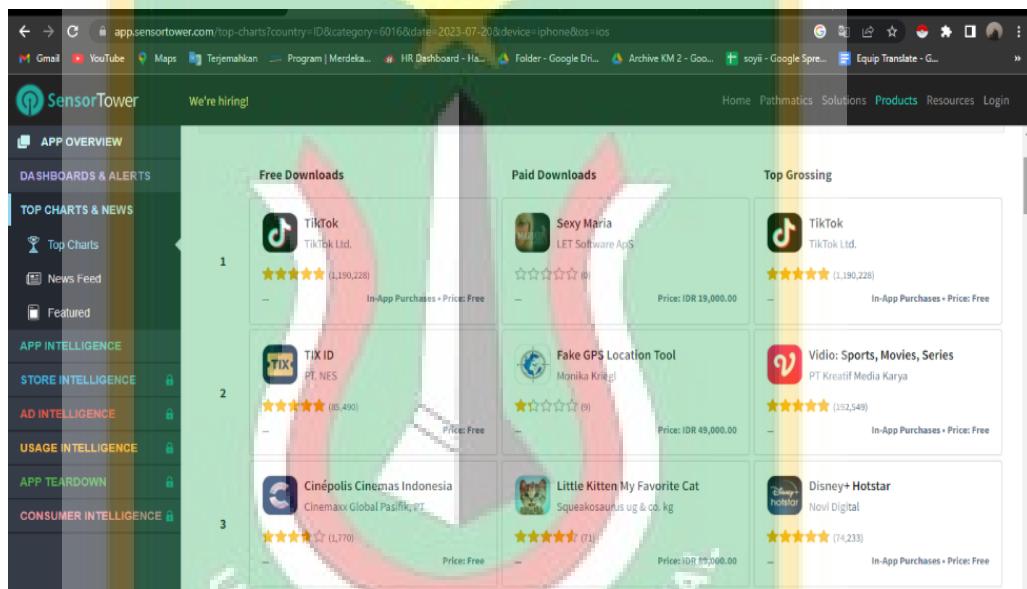 app.sensortower.com/top-charts?country=ID&category=6016&date=2023-07-20&device=iphone&os=ios
Gmail YouTube Maps Terjemahkan Program | Merdeka... HR Dashboard - Ha... Folder - Google Dri... Archive KM 2 - Goo... soyii - Google Spre... Equip Translate - G... »
SensorTower We're hiring! Home Pathmatics Solutions Products Resources Login
APP OVERVIEW
DASHBOARDS & ALERTS
TOP CHARTS & NEWS
Top Charts
News Feed
Featured
APP INTELLIGENCE
STORE INTELLIGENCE
AD INTELLIGENCE
USAGE INTELLIGENCE
APP TEARDOWN
CONSUMER INTELLIGENCE
Free Downloads Paid Downloads Top Grossing
1
TikTok
TikTok Ltd.
(1,190,228)
-- In-App Purchases • Price: Free
Sexy Maria
LET Software ApS
(0)
-- Price: IDR 19,000.00
TikTok
TikTok Ltd.
(1,190,228)
-- In-App Purchases • Price: Free
2
TIX ID
PT. NES
(85,490)
-- Price: Free
Fake GPS Location Tool
Monika Kriegl
(9)
-- Price: IDR 49,000.00
Vidio: Sports, Movies, Series
PT Kreatif Media Karya
(152,549)
-- In-App Purchases • Price: Free
3
Cinépolis Cinemas Indonesia
Cinemaxx Global Pasifik, PT
(1,770)
-- Price: Free
Little Kitten My Favorite Cat
Squeakosaurus ug & co. kg
(71)
-- Price: IDR
Disney+ hotstar
Disney+ Hotstar
Novi Digital
(74,233)
-- In-App Purchases • Price: Free